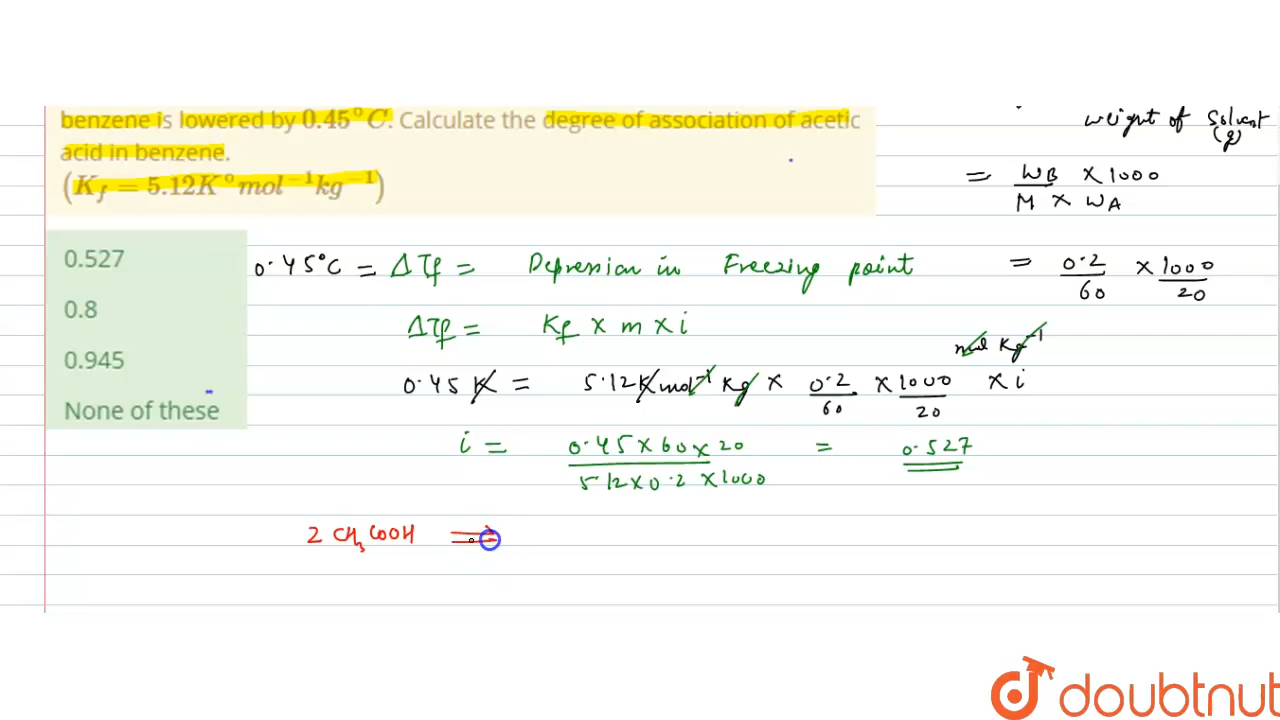 benzene is lowered by 0.45°C. Calculate the degree of association of acetic
acid in benzene.
(K_f = 5.12K° mol⁻¹ kg⁻¹)
weight of solvent
(g)
= WB × 1000
M × WA
= 0.2 × 1000
60 20
0.527
0.8
0.945
None of these
0.45°C = ΔTf = Depression in Freezing point
ΔTf = Kf × m × i
mol Kg⁻¹
0.45 K = 5.12 K mol⁻¹ Kg × 0.2 × 1000 × i
60 20
i = 0.45 × 60 × 20 = 0.527
5.12 × 0.2 × 1000
2 CH₃COOH ⇌
doubtnut